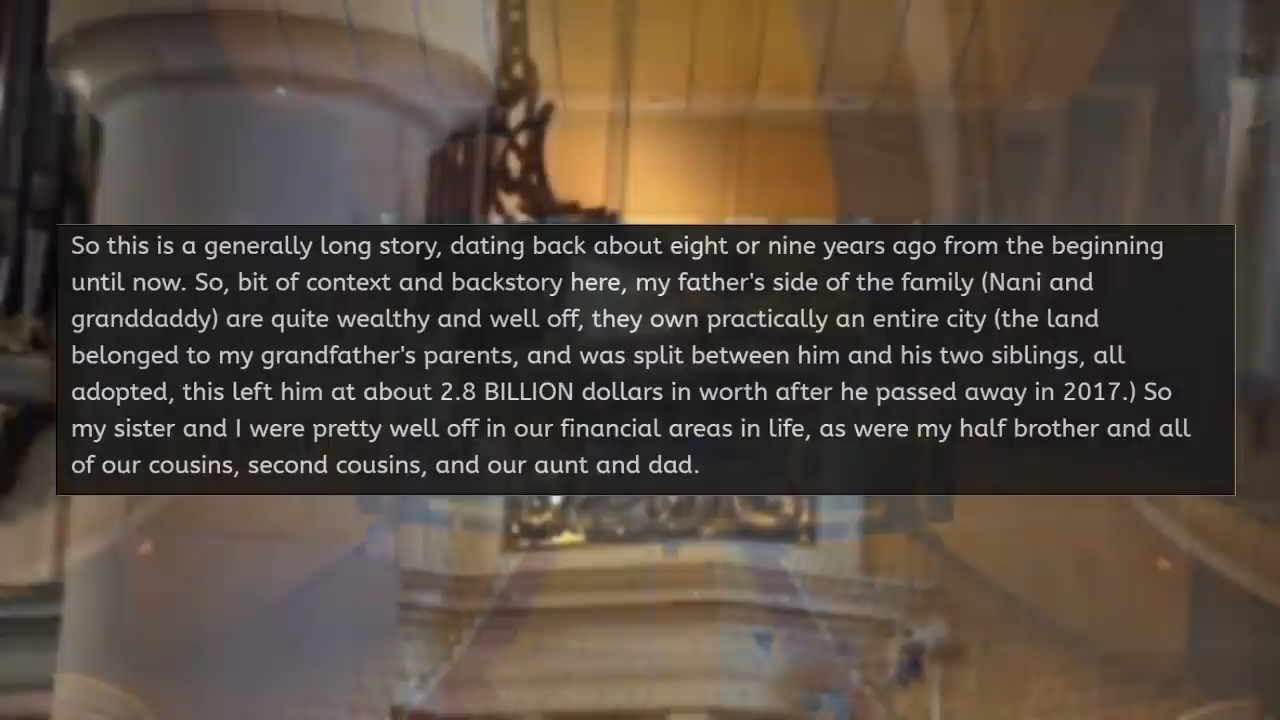 So this is a generally long story, dating back about eight or nine years ago from the beginning
until now. So, bit of context and backstory here, my father's side of the family (Nani and
granddaddy) are quite wealthy and well off, they own practically an entire city (the land
belonged to my grandfather's parents, and was split between him and his two siblings, all
adopted, this left him at about 2.8 BILLION dollars in worth after he passed away in 2017.) So
my sister and I were pretty well off in our financial areas in life, as were my half brother and all
of our cousins, second cousins, and our aunt and dad.